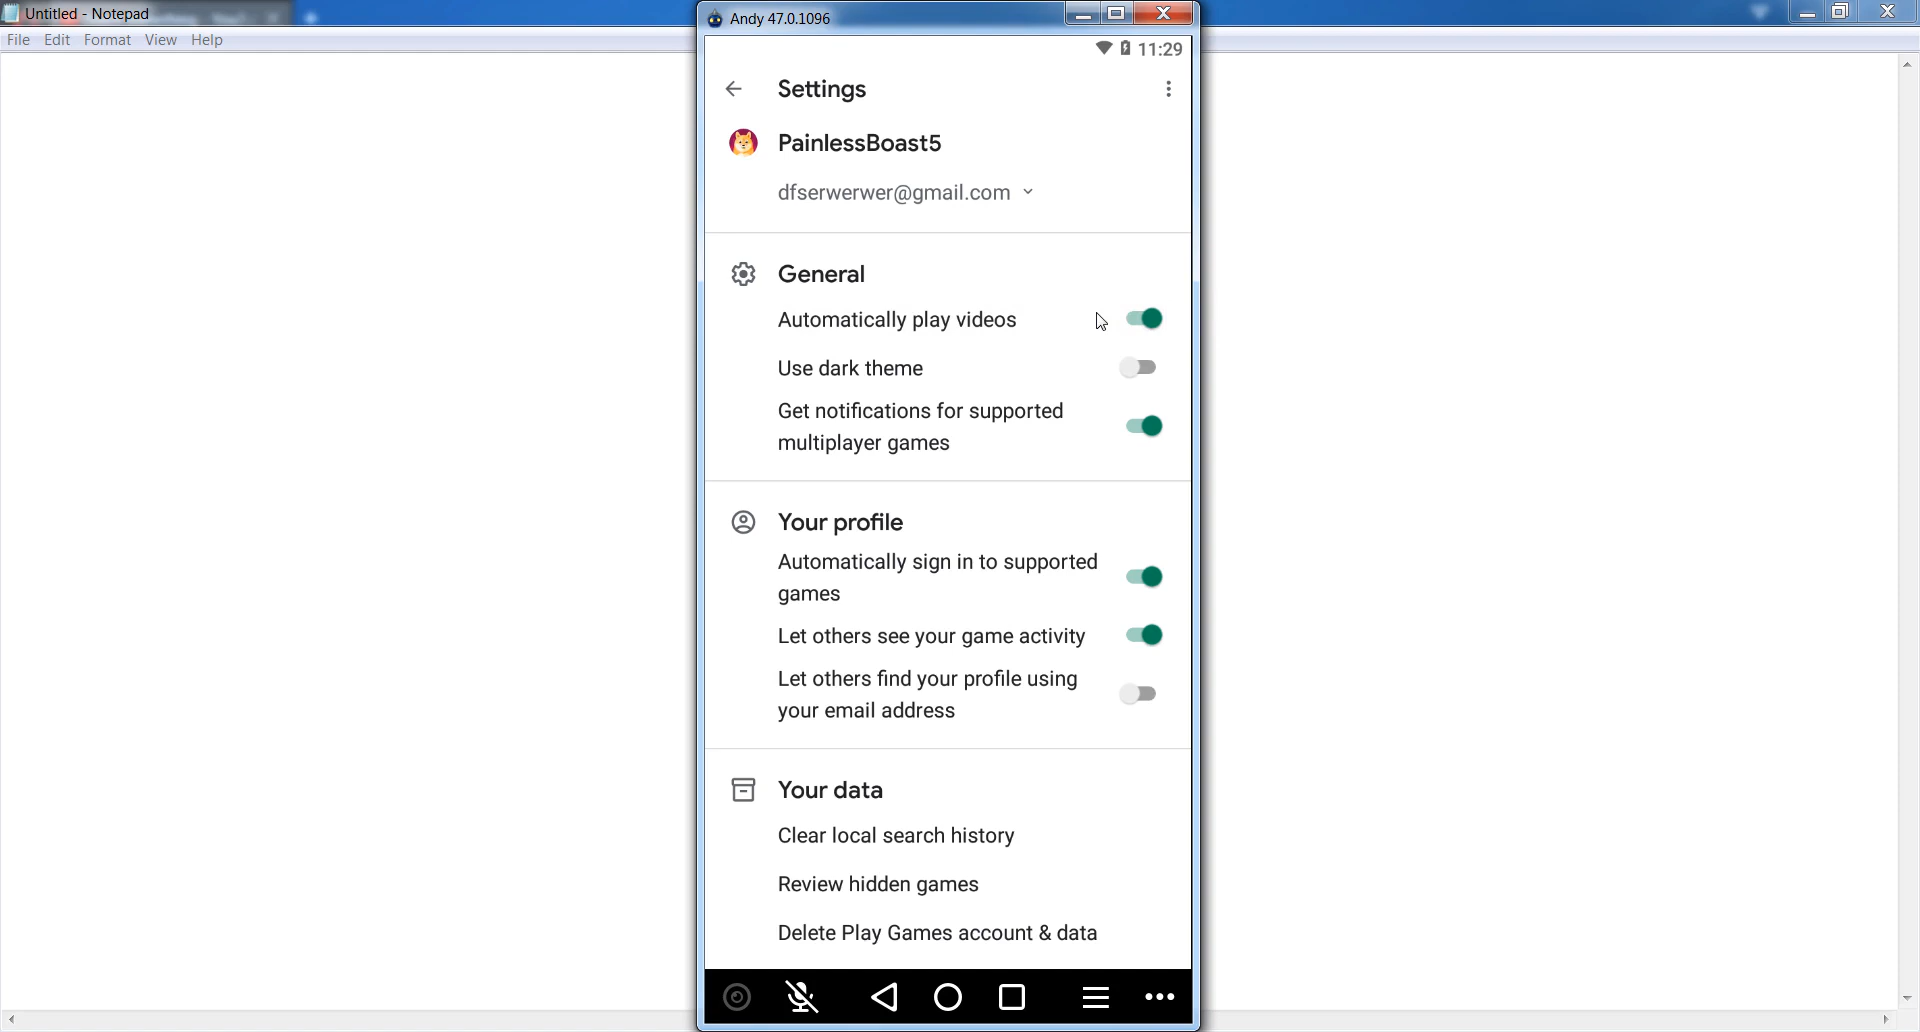 Untitled - Notepad
File Edit Format View Help
Andy 47.0.1096
11:29
Settings
PainlessBoast5
dfserwerwer@gmail.com
General
Automatically play videos
Use dark theme
Get notifications for supported
multiplayer games
Your profile
Automatically sign in to supported
games
Let others see your game activity
Let others find your profile using
your email address
Your data
Clear local search history
Review hidden games
Delete Play Games account & data